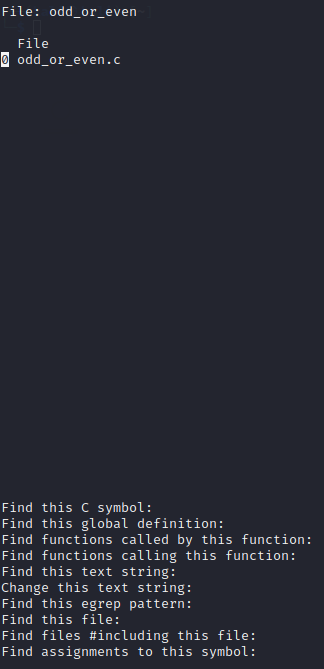 File: odd_or_even
File
0 odd_or_even.c
Find this C symbol:
Find this global definition:
Find functions called by this function:
Find functions calling this function:
Find this text string:
Change this text string:
Find this egrep pattern:
Find this file:
Find files #including this file:
Find assignments to this symbol: